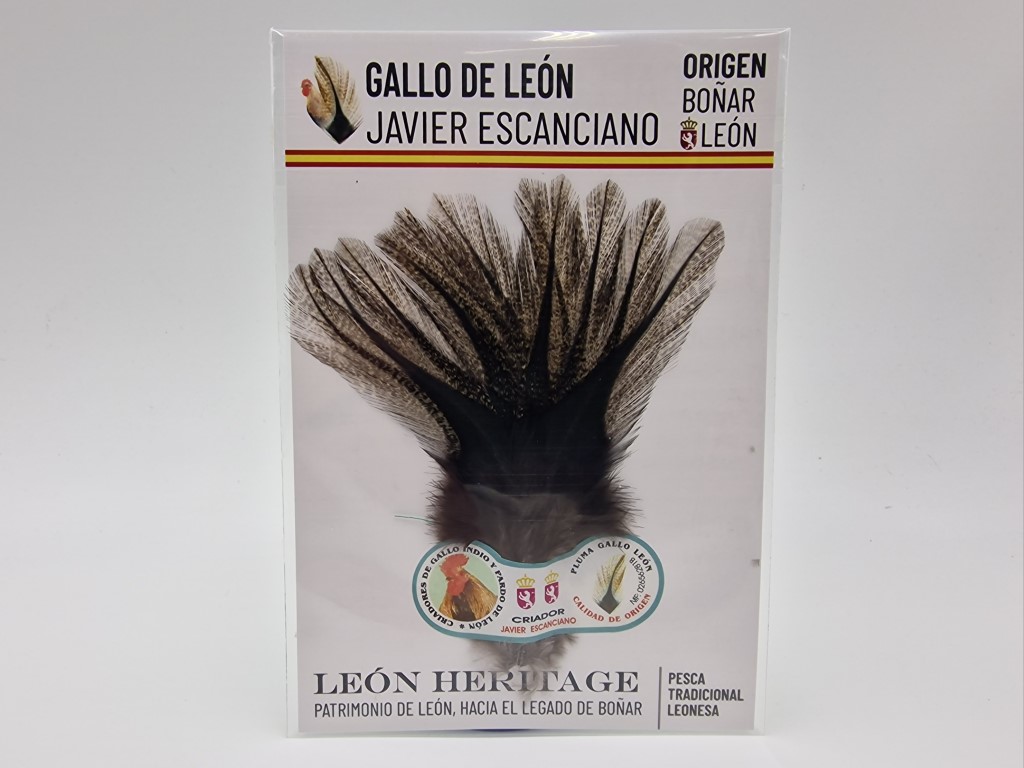 GALLO DE LEÓN
JAVIER ESCANCIANO
ORIGEN
BOÑAR
LEÓN
CRIADORES DE GALLO INDIO Y PARDO DE LEÓN *
CRIADOR
JAVIER ESCANCIANO
PLUMA GALLO LEÓN
CALIDAD DE ORIGEN
LEÓN HERITAGE
PATRIMONIO DE LEÓN, HACIA EL LEGADO DE BOÑAR
PESCA
TRADICIONAL
LEONESA